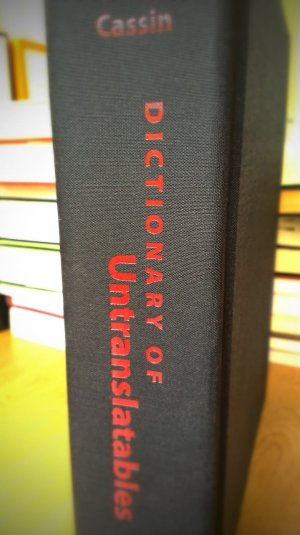 Cassin
DICTIONARY OF
Untranslatables